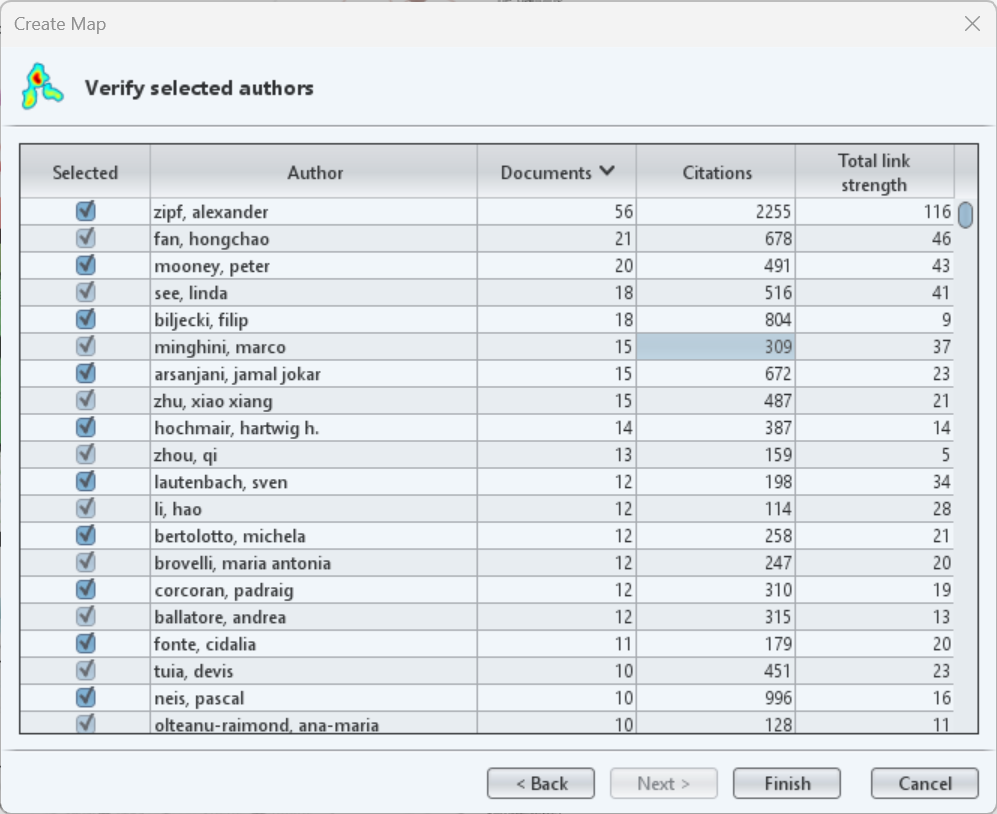 Create Map
Verify selected authors
Selected Author Documents Citations Total link strength
zipf, alexander 56 2255 116
fan, hongchao 21 678 46
mooney, peter 20 491 43
see, linda 18 516 41
biljecki, filip 18 804 9
minghini, marco 15 309 37
arsanjani, jamal jokar 15 672 23
zhu, xiao xiang 15 487 21
hochmair, hartwig h. 14 387 14
zhou, qi 13 159 5
lautenbach, sven 12 198 34
li, hao 12 114 28
bertolotto, michela 12 258 21
brovelli, maria antonia 12 247 20
corcoran, padraig 12 310 19
ballatore, andrea 12 315 13
fonte, cidalia 11 179 20
tuia, devis 10 451 23
neis, pascal 10 996 16
olteanu-raimond, ana-maria 10 128 11
< Back Next > Finish Cancel